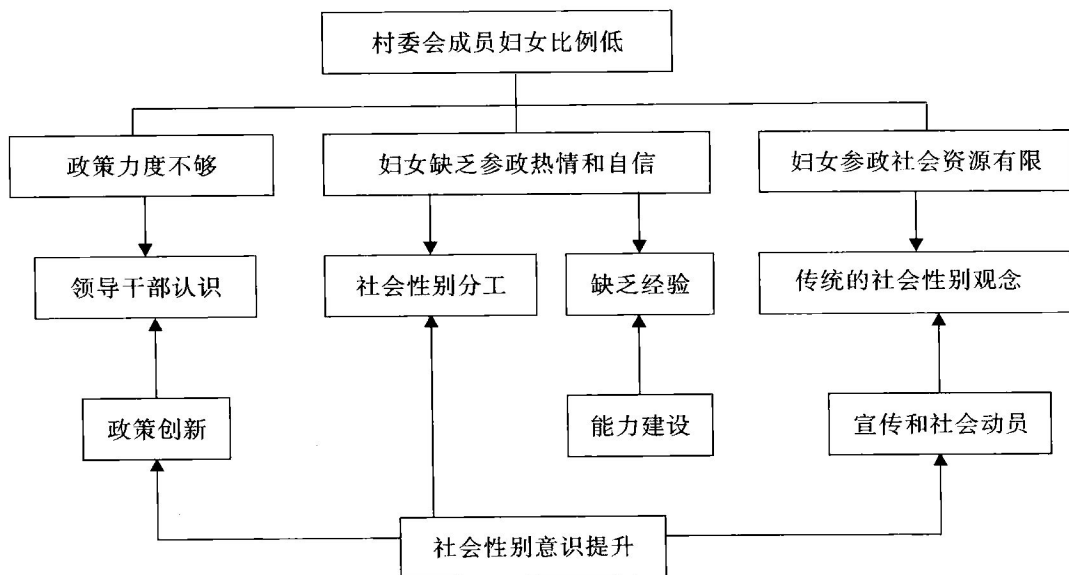 村委会成员妇女比例低
政策力度不够
妇女缺乏参政热情和自信
妇女参政社会资源有限
领导干部认识
社会性别分工
缺乏经验
传统的社会性别观念
政策创新
能力建设
宣传和社会动员
社会性别意识提升